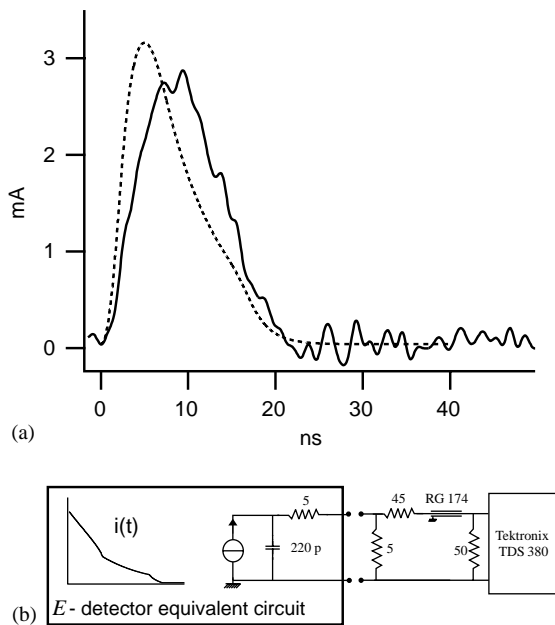 3
2
1
0
mA
0
10
20
30
40
ns
(a)
i(t)
5
220 p
45
RG 174
5
50
Tektronix
TDS 380
E- detector equivalent circuit
(b)